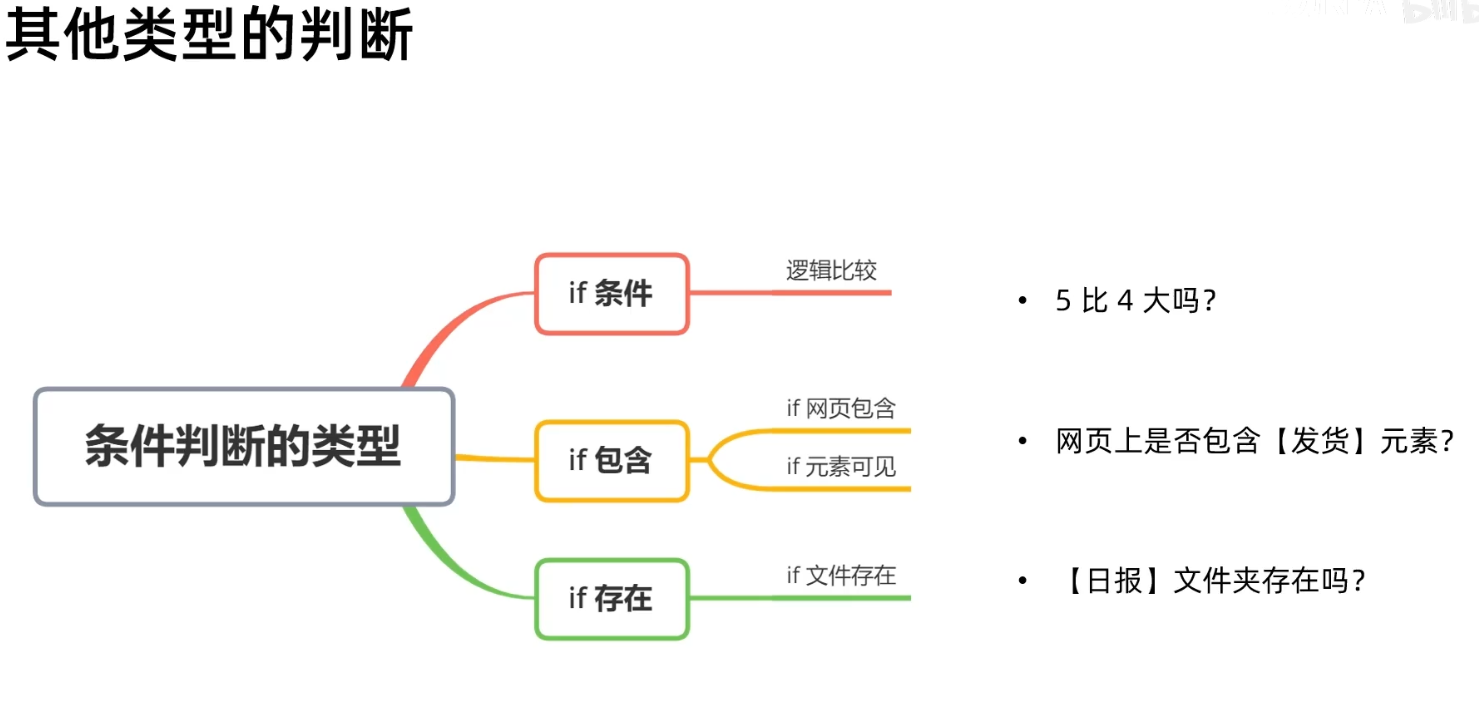 其他类型的判断
if 条件
逻辑比较
• 5 比 4 大吗？
条件判断的类型
if 包含
if 网页包含
if 元素可见
• 网页上是否包含【发货】元素？
if 存在
if 文件存在
• 【日报】文件夹存在吗？